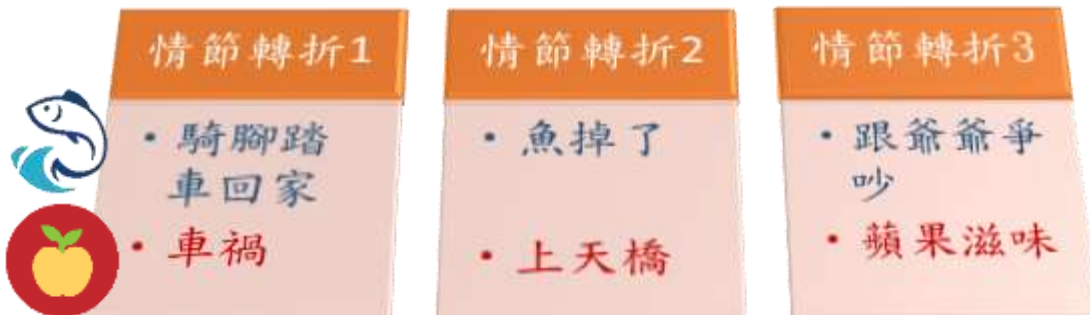 情節轉折1
• 騎腳踏
車回家
• 車禍
情節轉折2
• 魚掉了
• 上天橋
情節轉折3
• 跟爺爺爭
吵
• 蘋果滋味